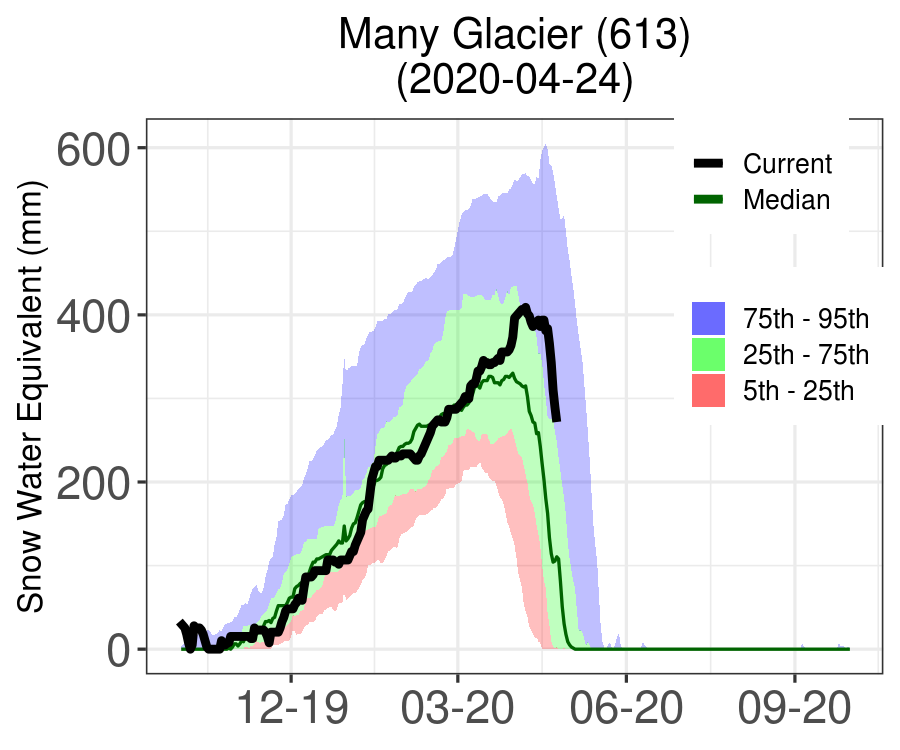 Many Glacier (613)
(2020-04-24)
Snow Water Equivalent (mm)
600
400
200
0
12-19
03-20
06-20
09-20
Current
Median
75th - 95th
25th - 75th
5th - 25th